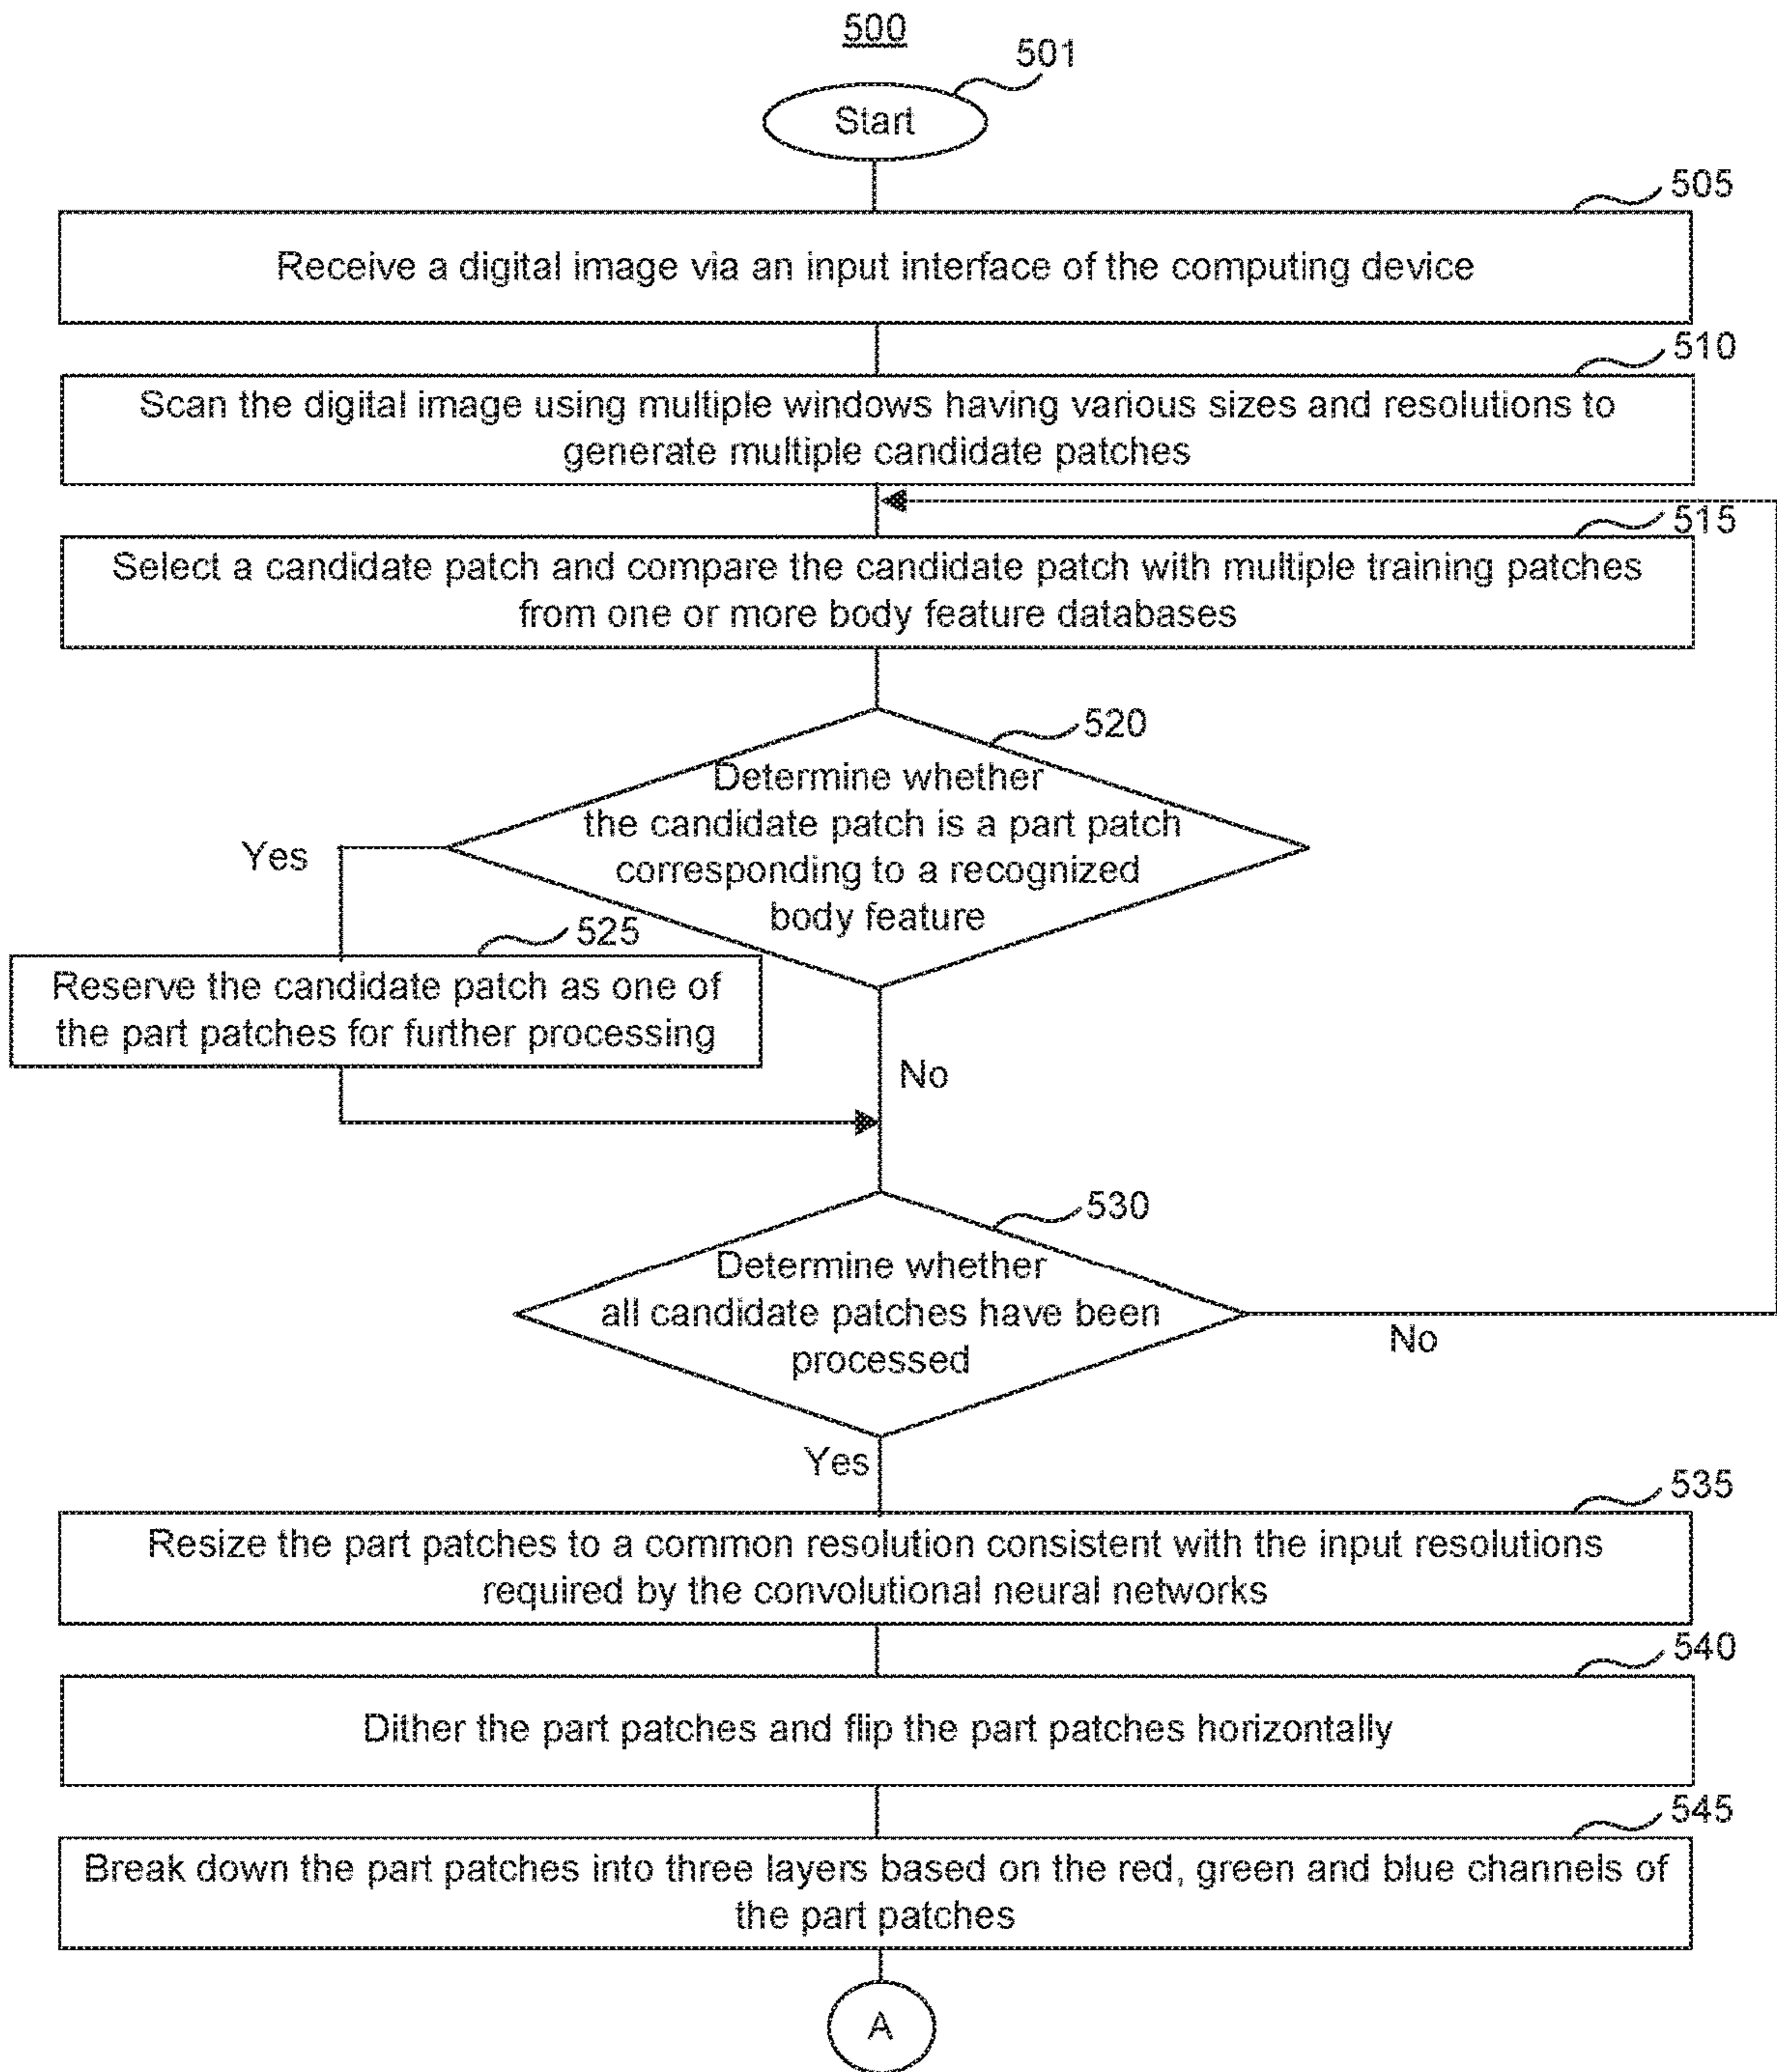 500
501
Start
505
Receive a digital image via an input interface of the computing device
510
Scan the digital image using multiple windows having various sizes and resolutions to
generate multiple candidate patches
515
Select a candidate patch and compare the candidate patch with multiple training patches
from one or more body feature databases
520
Determine whether
the candidate patch is a part patch
corresponding to a recognized
body feature
Yes
525
Reserve the candidate patch as one of
the part patches for further processing
No
530
Determine whether
all candidate patches have been
processed
No
Yes
535
Resize the part patches to a common resolution consistent with the input resolutions
required by the convolutional neural networks
540
Dither the part patches and flip the part patches horizontally
545
Break down the part patches into three layers based on the red, green and blue channels of
the part patches
A